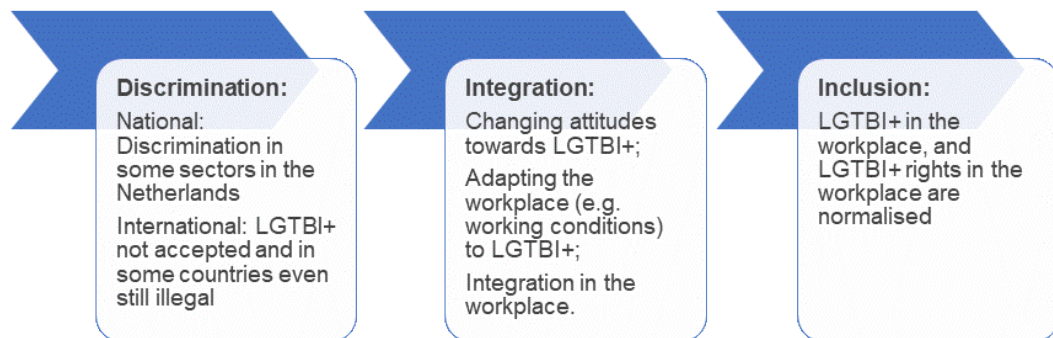 Discrimination:
National:
Discrimination in
some sectors in the
Netherlands
International: LGTBI+
not accepted and in
some countries even
still illegal
Integration:
Changing attitudes
towards LGTBI+;
Adapting the
workplace (e.g.
working conditions)
to LGTBI+;
Integration in the
workplace.
Inclusion:
LGTBI+ in the
workplace, and
LGTBI+ rights in the
workplace are
normalised